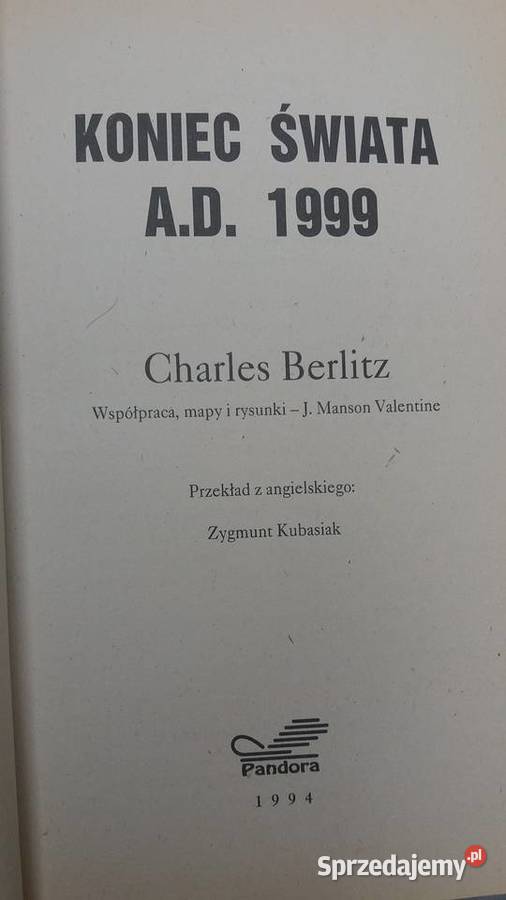 KONIEC ŚWIATA
A.D. 1999
Charles Berlitz
Współpraca, mapy i rysunki – J. Manson Valentine
Przekład z angielskiego:
Zygmunt Kubasiak
Pandora
1994
Sprzedajemy.pl